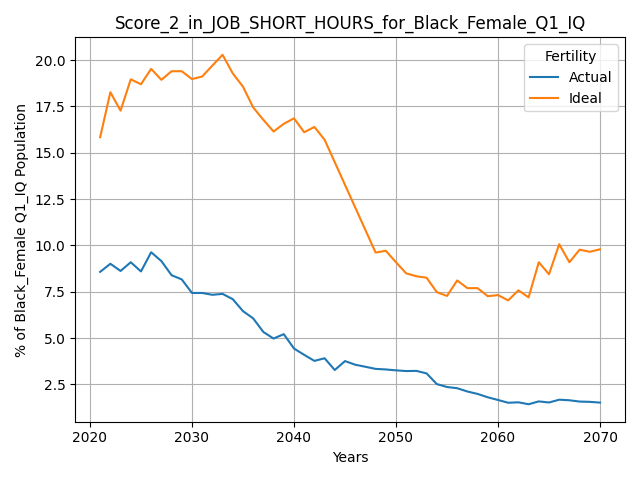 Score_2_in_JOB_SHORT_HOURS_for_Black_Female_Q1_IQ
Fertility
Actual
Ideal
% of Black_Female Q1_IQ Population
20.0
17.5
15.0
12.5
10.0
7.5
5.0
2.5
2020 2030 2040 2050 2060 2070
Years